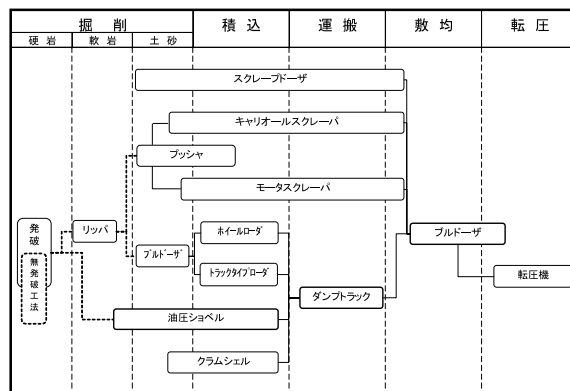 掘削 積込 運搬 敷均 転圧
硬岩 軟岩 土砂
スクレープドーザ
キャリオールスクレーパ
プッシャ
モータスクレーパ
発破
リッパ
ホイールローダ
ブルドーザ
ブルドーザ
無発破工法
トラックタイプローダ
転圧機
ダンプトラック
油圧ショベル
クラムシェル